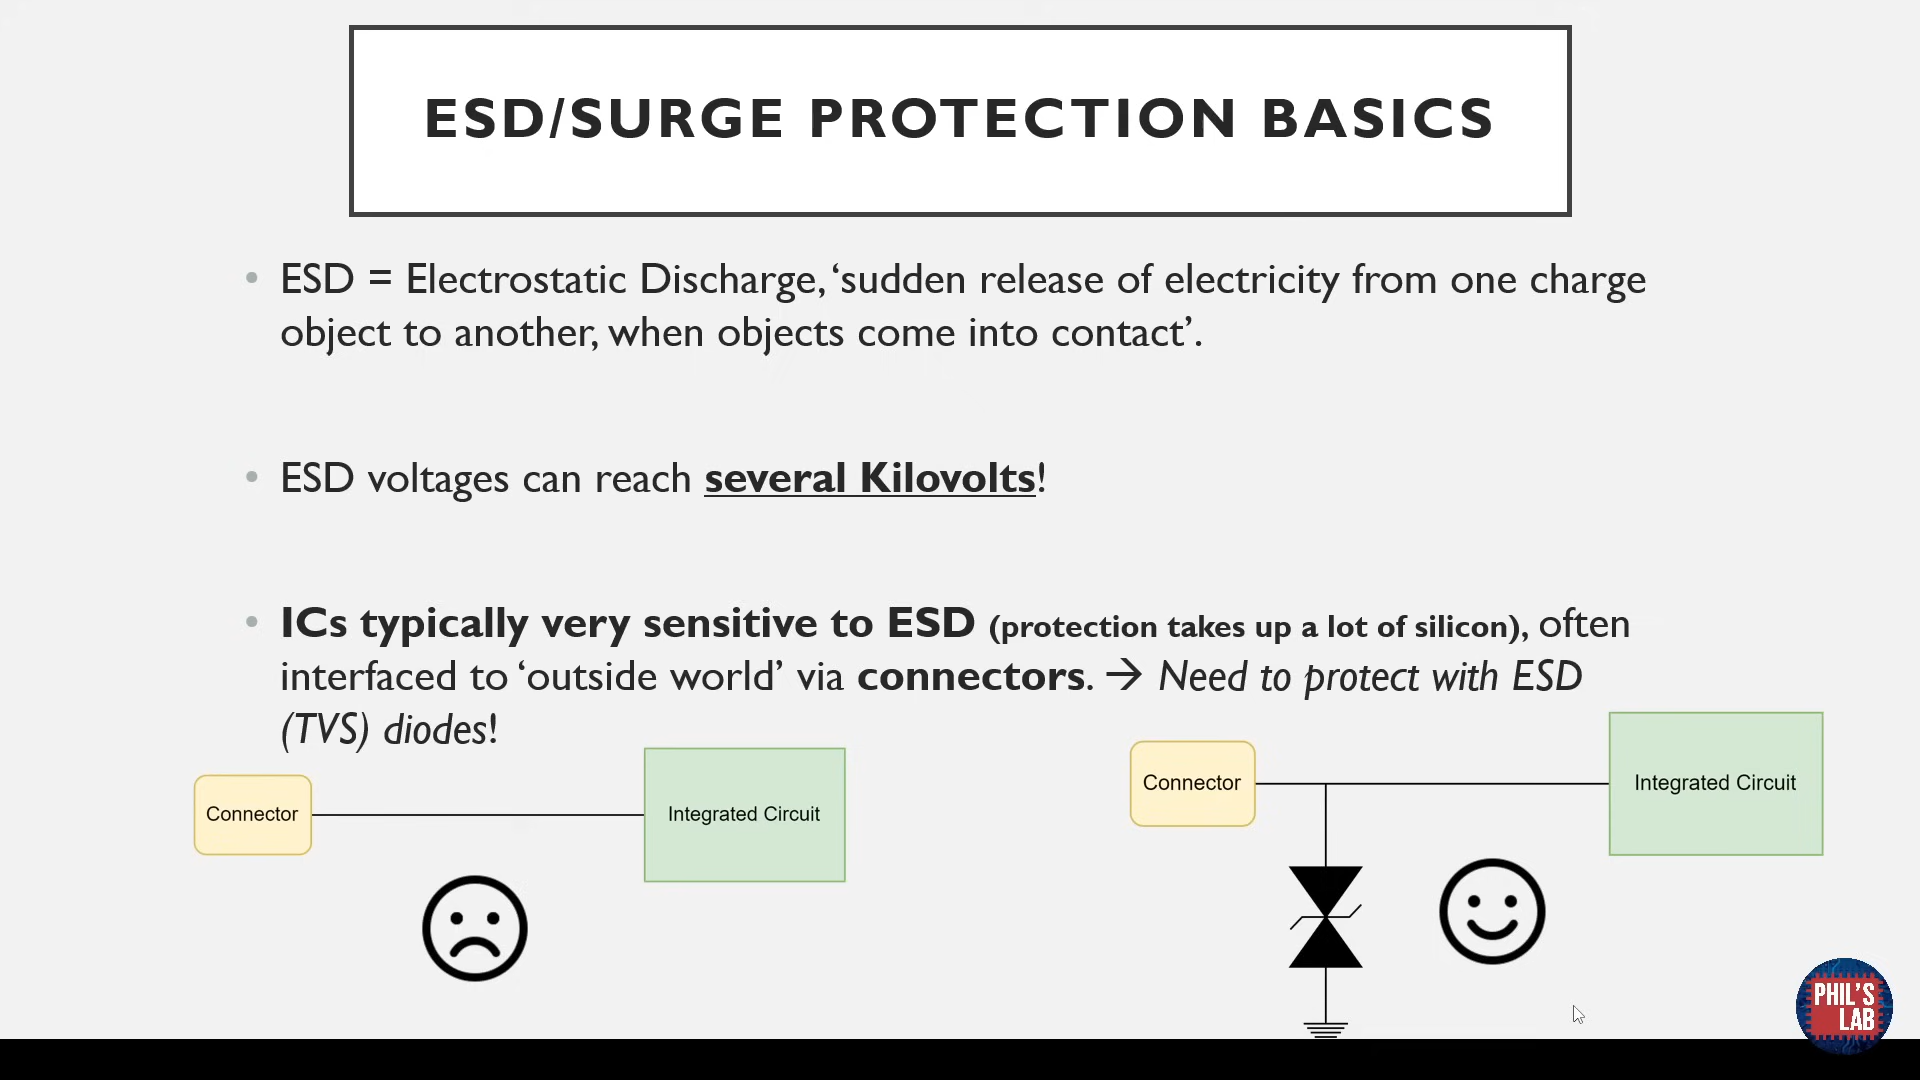 ESD/SURGE PROTECTION BASICS
• ESD = Electrostatic Discharge, ‘sudden release of electricity from one charge
object to another, when objects come into contact’.
• ESD voltages can reach several Kilovolts!
• ICs typically very sensitive to ESD (protection takes up a lot of silicon), often
interfaced to ‘outside world’ via connectors. → Need to protect with ESD
(TVS) diodes!
Connector
Integrated Circuit
Connector
Integrated Circuit
PHIL'S
LAB